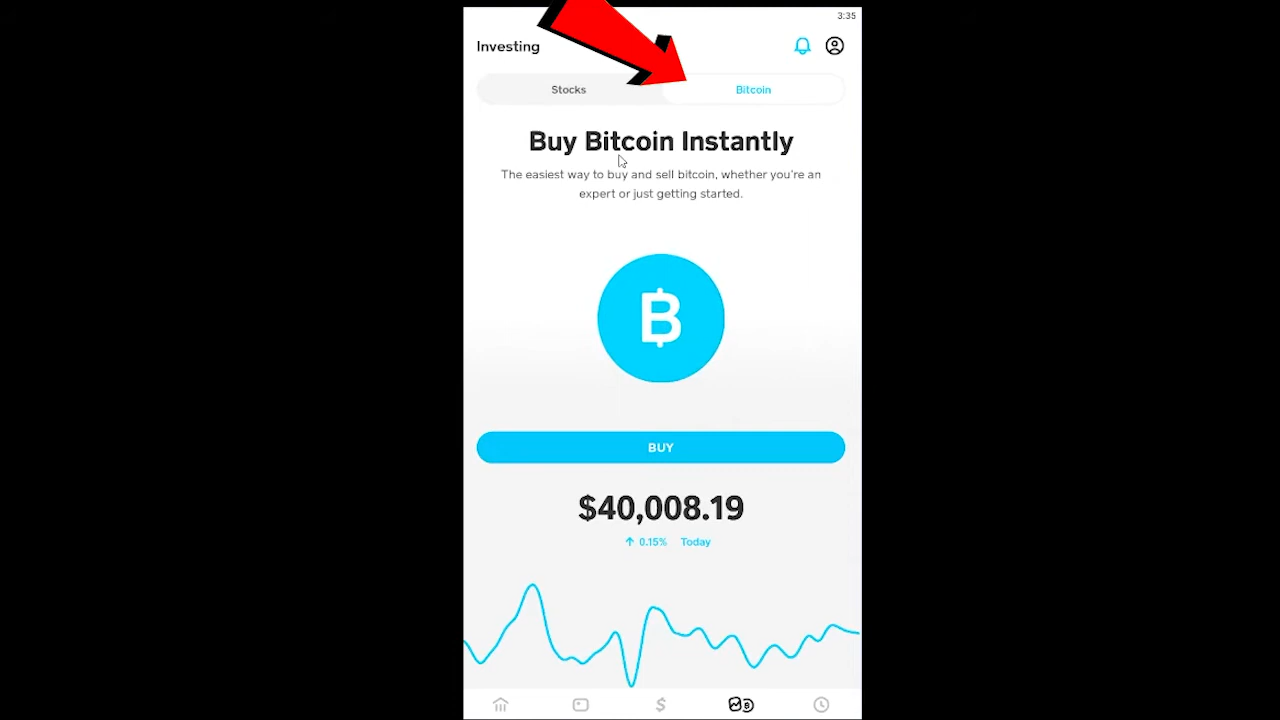 3:35
Investing
Stocks
Bitcoin
Buy Bitcoin Instantly
The easiest way to buy and sell bitcoin, whether you're an
expert or just getting started.
BUY
$40,008.19
↑ 0.15% Today